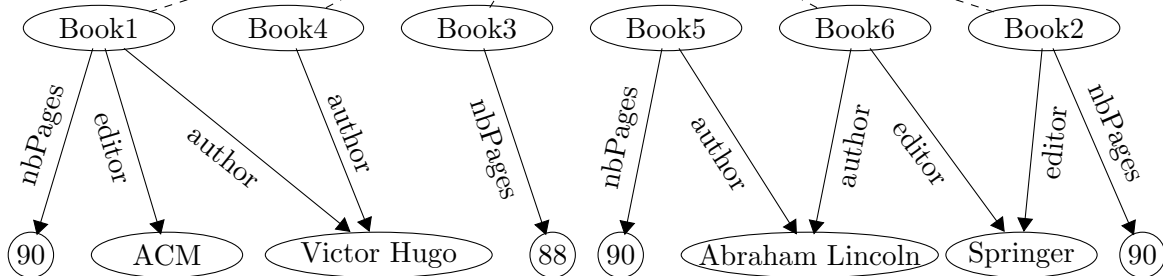 Book1 Book4 Book3 Book5 Book6 Book2
nbPages editor author author nbPages nbPages author author editor editor nbPages
90 ACM Victor Hugo 88 90 Abraham Lincoln Springer 90